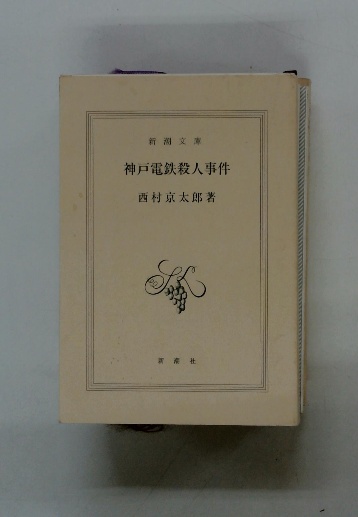 新潮文庫
神戸電鉄殺人事件
西村京太郎著
新潮社